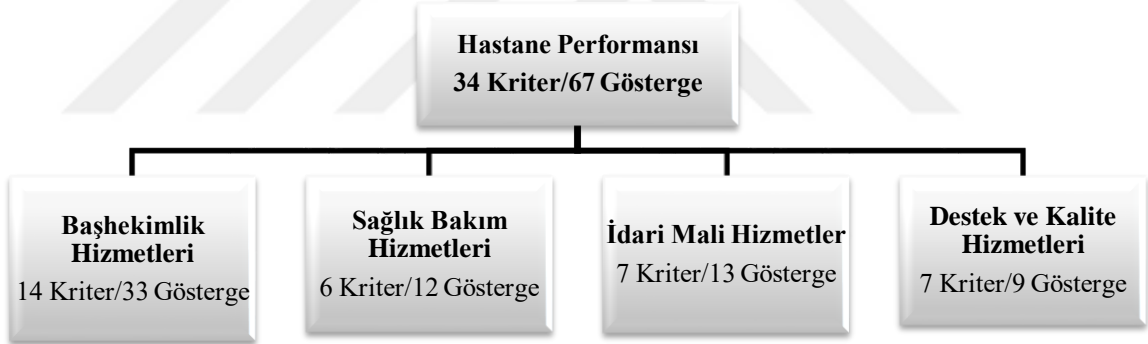 Hastane Performansı
34 Kriter/67 Gösterge
Başhekimlik
Hizmetleri
14 Kriter/33 Gösterge
Sağlık Bakım
Hizmetleri
6 Kriter/12 Gösterge
İdari Mali Hizmetler
7 Kriter/13 Gösterge
Destek ve Kalite
Hizmetleri
7 Kriter/9 Gösterge